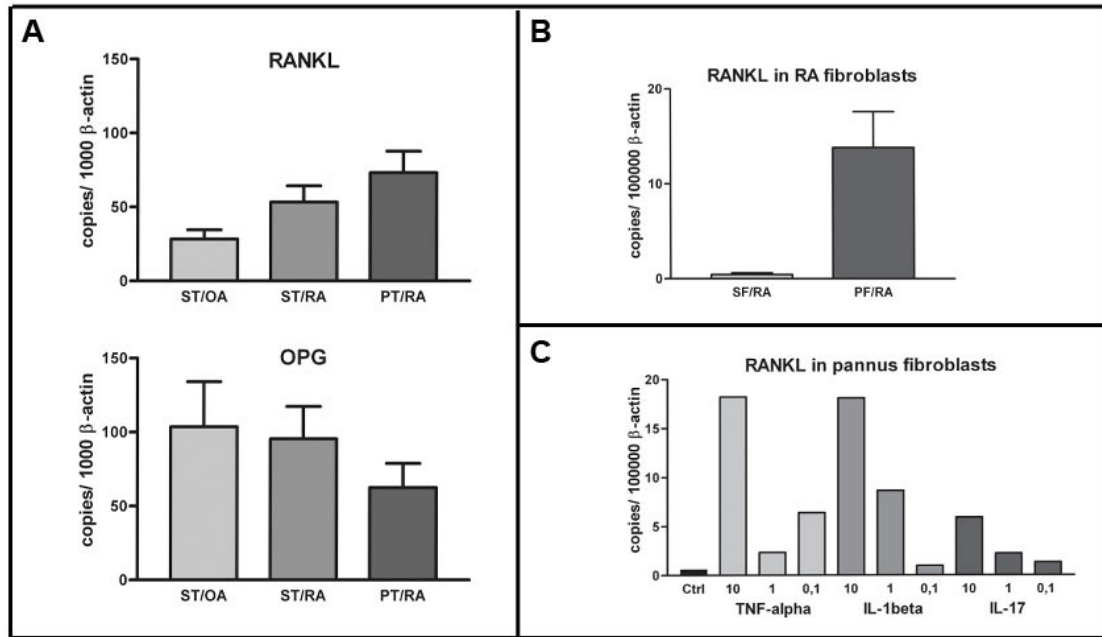 A
RANKL
copies/ 1000 β-actin
150
100
50
0
ST/OA ST/RA PT/RA
OPG
copies/ 1000 β-actin
150
100
50
0
ST/OA ST/RA PT/RA
B
RANKL in RA fibroblasts
copies/ 100000 β-actin
20
10
0
SF/RA PF/RA
C
RANKL in pannus fibroblasts
copies/ 100000 β-actin
20
15
10
5
0
Ctrl 10 1 0,1 10 1 0,1 10 1 0,1
TNF-alpha IL-1beta IL-17